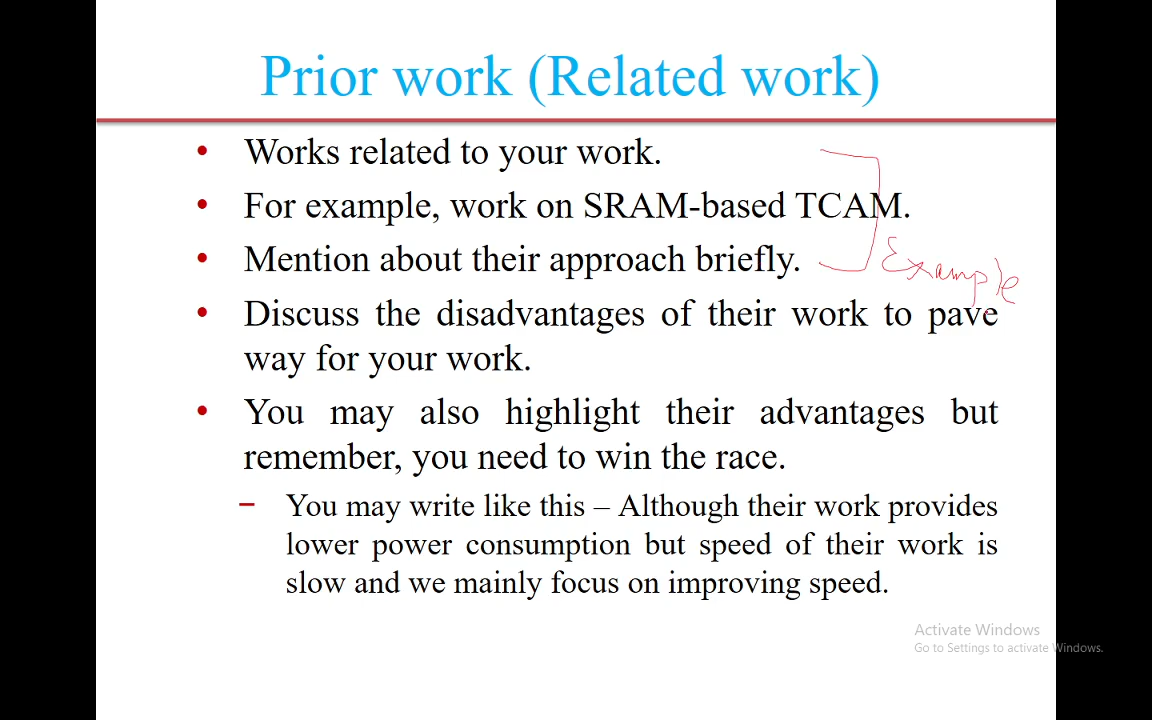 Prior work (Related work)
• Works related to your work.
• For example, work on SRAM-based TCAM.
• Mention about their approach briefly.
Example
• Discuss the disadvantages of their work to pave
way for your work.
• You may also highlight their advantages but
remember, you need to win the race.
– You may write like this – Although their work provides
lower power consumption but speed of their work is
slow and we mainly focus on improving speed.
Activate Windows
Go to Settings to activate Windows.